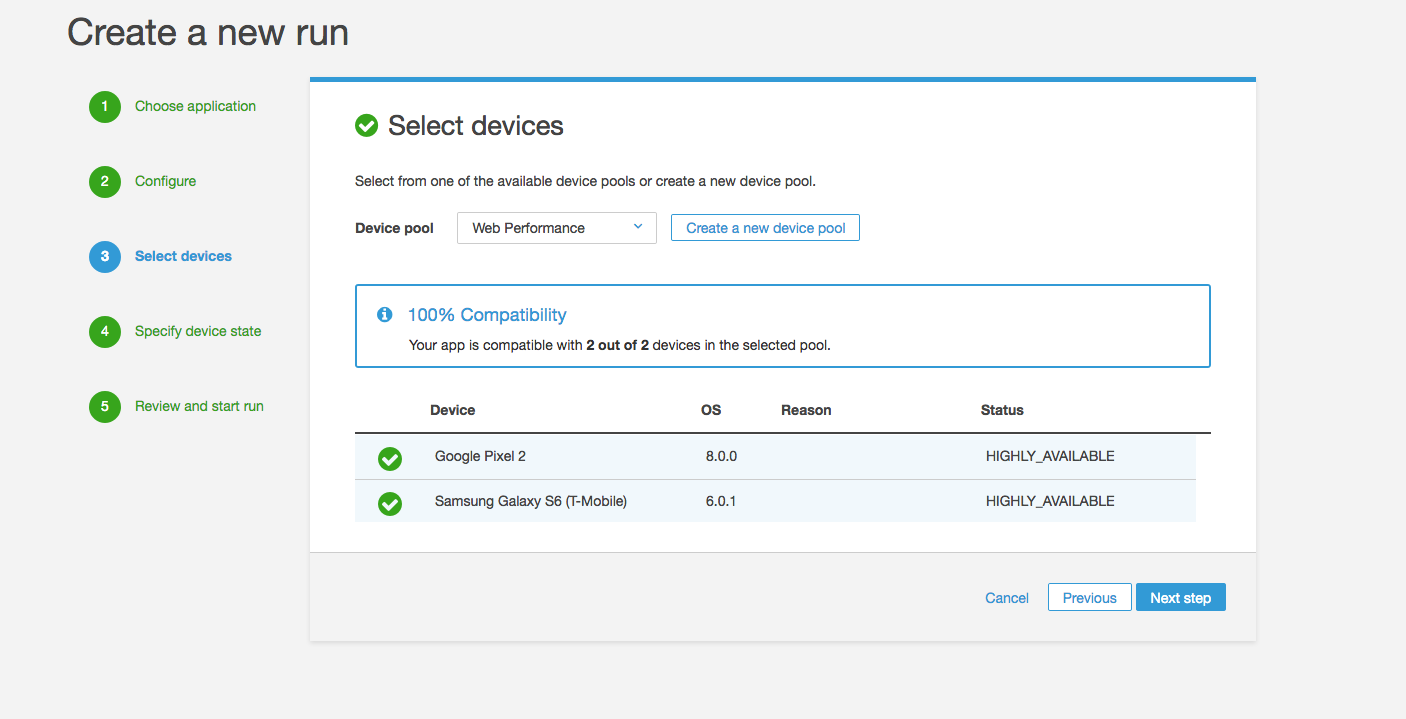 Create a new run
1 Choose application
2 Configure
3 Select devices
4 Specify device state
5 Review and start run
Select devices
Select from one of the available device pools or create a new device pool.
Device pool Web Performance Create a new device pool
100% Compatibility
Your app is compatible with 2 out of 2 devices in the selected pool.
Device OS Reason Status
Google Pixel 2 8.0.0 HIGHLY_AVAILABLE
Samsung Galaxy S6 (T-Mobile) 6.0.1 HIGHLY_AVAILABLE
Cancel Previous Next step